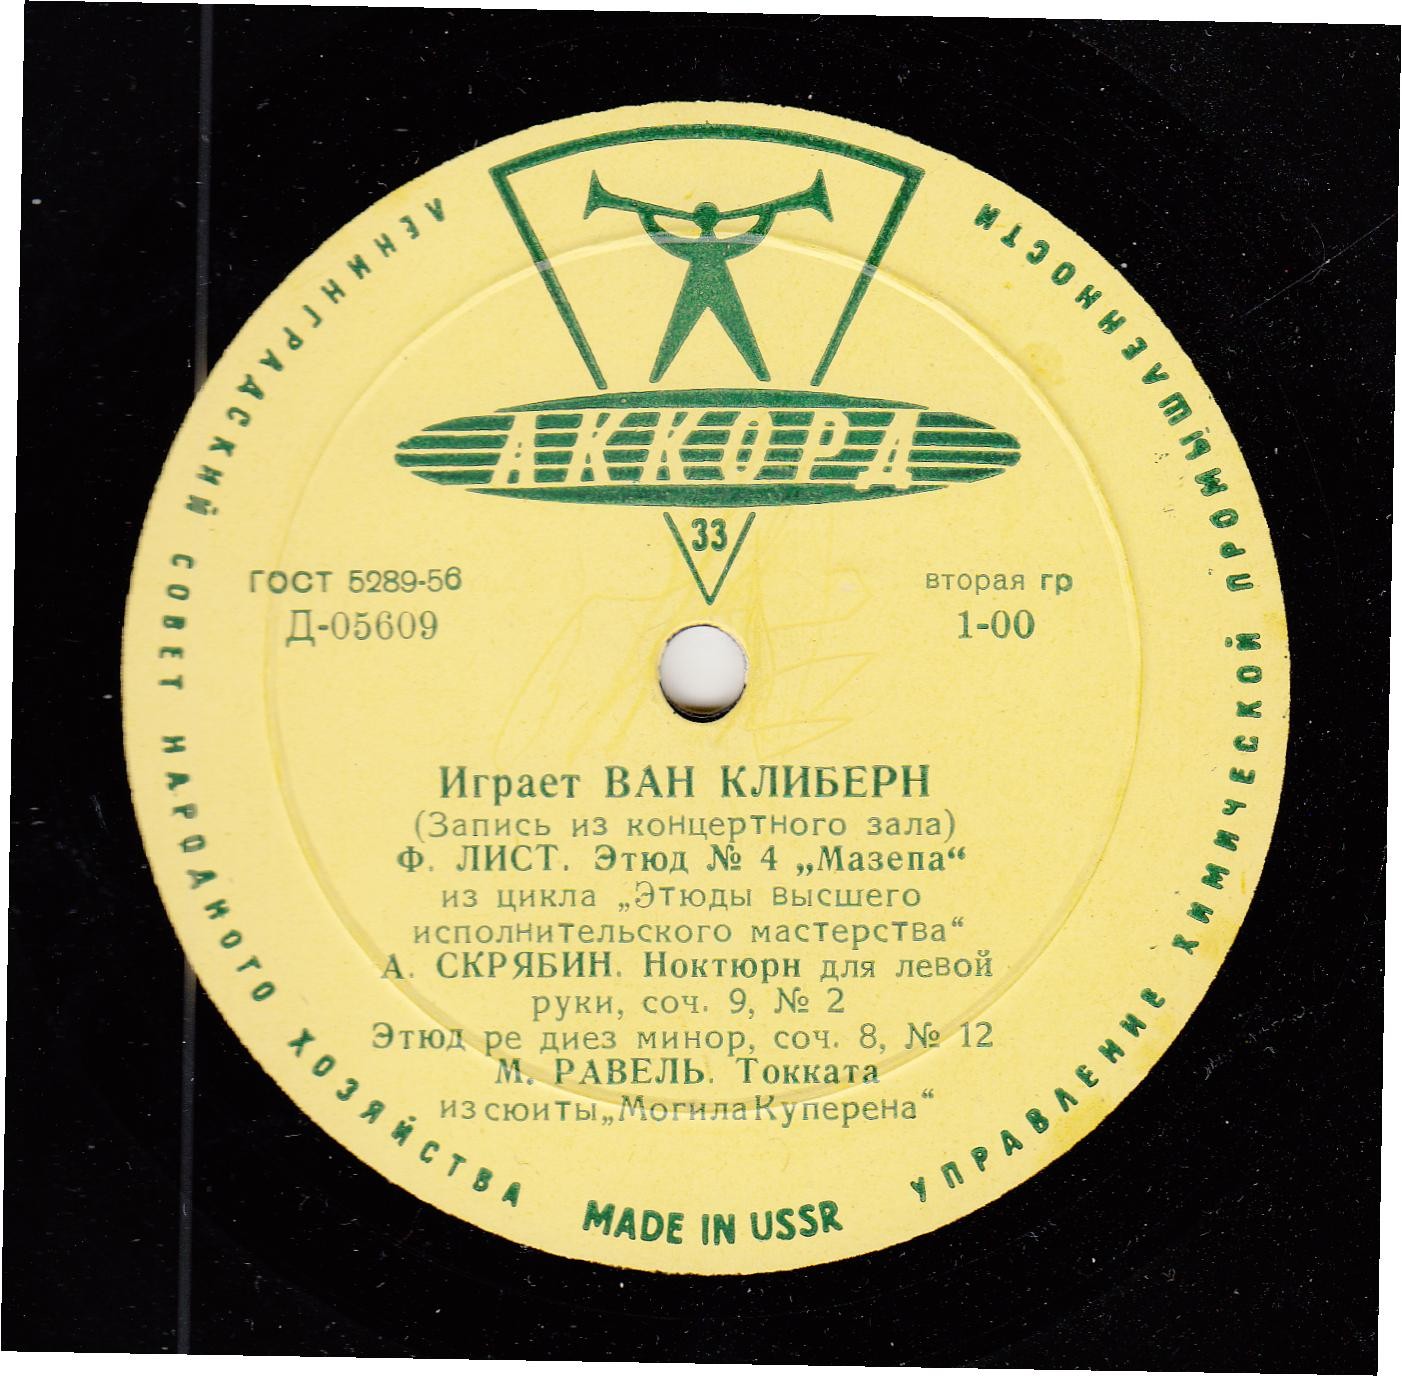 ЛЕНИНГРАДСКИЙ СОВЕТ НАРОДНОГО ХОЗЯЙСТВА
УПРАВЛЕНИЕ ХИМИЧЕСКОЙ ПРОМЫШЛЕННОСТИ
АККОРД
33
ГОСТ 5289-56
Д-05609
вторая гр
1-00
Играет ВАН КЛИБЕРН
(Запись из концертного зала)
Ф. ЛИСТ. Этюд № 4 „Мазепа“
из цикла „Этюды высшего
исполнительского мастерства“
А. СКРЯБИН. Ноктюрн для левой
руки, соч. 9, № 2
Этюд ре диез минор, соч. 8, № 12
М. РАВЕЛЬ. Токката
из сюиты „Могила Куперена“
MADE IN USSR